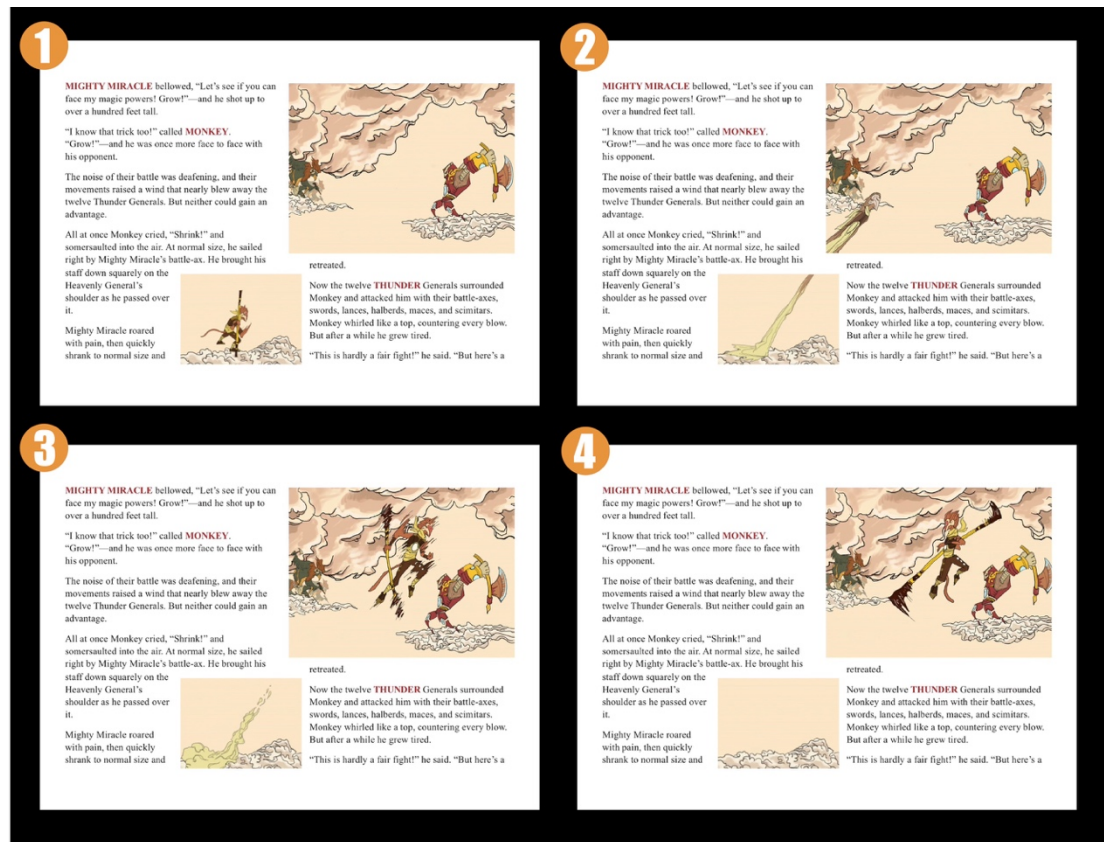 1
MIGHTY MIRACLE bellowed, “Let’s see if you can
face my magic powers! Grow!”—and he shot up to
over a hundred feet tall.
“I know that trick too!” called MONKEY.
“Grow!”—and he was once more face to face with
his opponent.
The noise of their battle was deafening, and their
movements raised a wind that nearly blew away the
twelve Thunder Generals. But neither could gain an
advantage.
All at once Monkey cried, “Shrink!” and
somersaulted into the air. At normal size, he sailed
right by Mighty Miracle’s battle-ax. He brought his
staff down squarely on the
Heavenly General’s
shoulder as he passed over
it.
Mighty Miracle roared
with pain, then quickly
shrank to normal size and
retreated.
Now the twelve THUNDER Generals surrounded
Monkey and attacked him with their battle-axes,
swords, lances, halberds, maces, and scimitars.
Monkey whirled like a top, countering every blow.
But after a while he grew tired.
“This is hardly a fair fight!” he said. “But here’s a
2
MIGHTY MIRACLE bellowed, “Let’s see if you can
face my magic powers! Grow!”—and he shot up to
over a hundred feet tall.
“I know that trick too!” called MONKEY.
“Grow!”—and he was once more face to face with
his opponent.
The noise of their battle was deafening, and their
movements raised a wind that nearly blew away the
twelve Thunder Generals. But neither could gain an
advantage.
All at once Monkey cried, “Shrink!” and
somersaulted into the air. At normal size, he sailed
right by Mighty Miracle’s battle-ax. He brought his
staff down squarely on the
Heavenly General’s
shoulder as he passed over
it.
Mighty Miracle roared
with pain, then quickly
shrank to normal size and
retreated.
Now the twelve THUNDER Generals surrounded
Monkey and attacked him with their battle-axes,
swords, lances, halberds, maces, and scimitars.
Monkey whirled like a top, countering every blow.
But after a while he grew tired.
“This is hardly a fair fight!” he said. “But here’s a
3
MIGHTY MIRACLE bellowed, “Let’s see if you can
face my magic powers! Grow!”—and he shot up to
over a hundred feet tall.
“I know that trick too!” called MONKEY.
“Grow!”—and he was once more face to face with
his opponent.
The noise of their battle was deafening, and their
movements raised a wind that nearly blew away the
twelve Thunder Generals. But neither could gain an
advantage.
All at once Monkey cried, “Shrink!” and
somersaulted into the air. At normal size, he sailed
right by Mighty Miracle’s battle-ax. He brought his
staff down squarely on the
Heavenly General’s
shoulder as he passed over
it.
Mighty Miracle roared
with pain, then quickly
shrank to normal size and
retreated.
Now the twelve THUNDER Generals surrounded
Monkey and attacked him with their battle-axes,
swords, lances, halberds, maces, and scimitars.
Monkey whirled like a top, countering every blow.
But after a while he grew tired.
“This is hardly a fair fight!” he said. “But here’s a
4
MIGHTY MIRACLE bellowed, “Let’s see if you can
face my magic powers! Grow!”—and he shot up to
over a hundred feet tall.
“I know that trick too!” called MONKEY.
“Grow!”—and he was once more face to face with
his opponent.
The noise of their battle was deafening, and their
movements raised a wind that nearly blew away the
twelve Thunder Generals. But neither could gain an
advantage.
All at once Monkey cried, “Shrink!” and
somersaulted into the air. At normal size, he sailed
right by Mighty Miracle’s battle-ax. He brought his
staff down squarely on the
Heavenly General’s
shoulder as he passed over
it.
Mighty Miracle roared
with pain, then quickly
shrank to normal size and
retreated.
Now the twelve THUNDER Generals surrounded
Monkey and attacked him with their battle-axes,
swords, lances, halberds, maces, and scimitars.
Monkey whirled like a top, countering every blow.
But after a while he grew tired.
“This is hardly a fair fight!” he said. “But here’s a